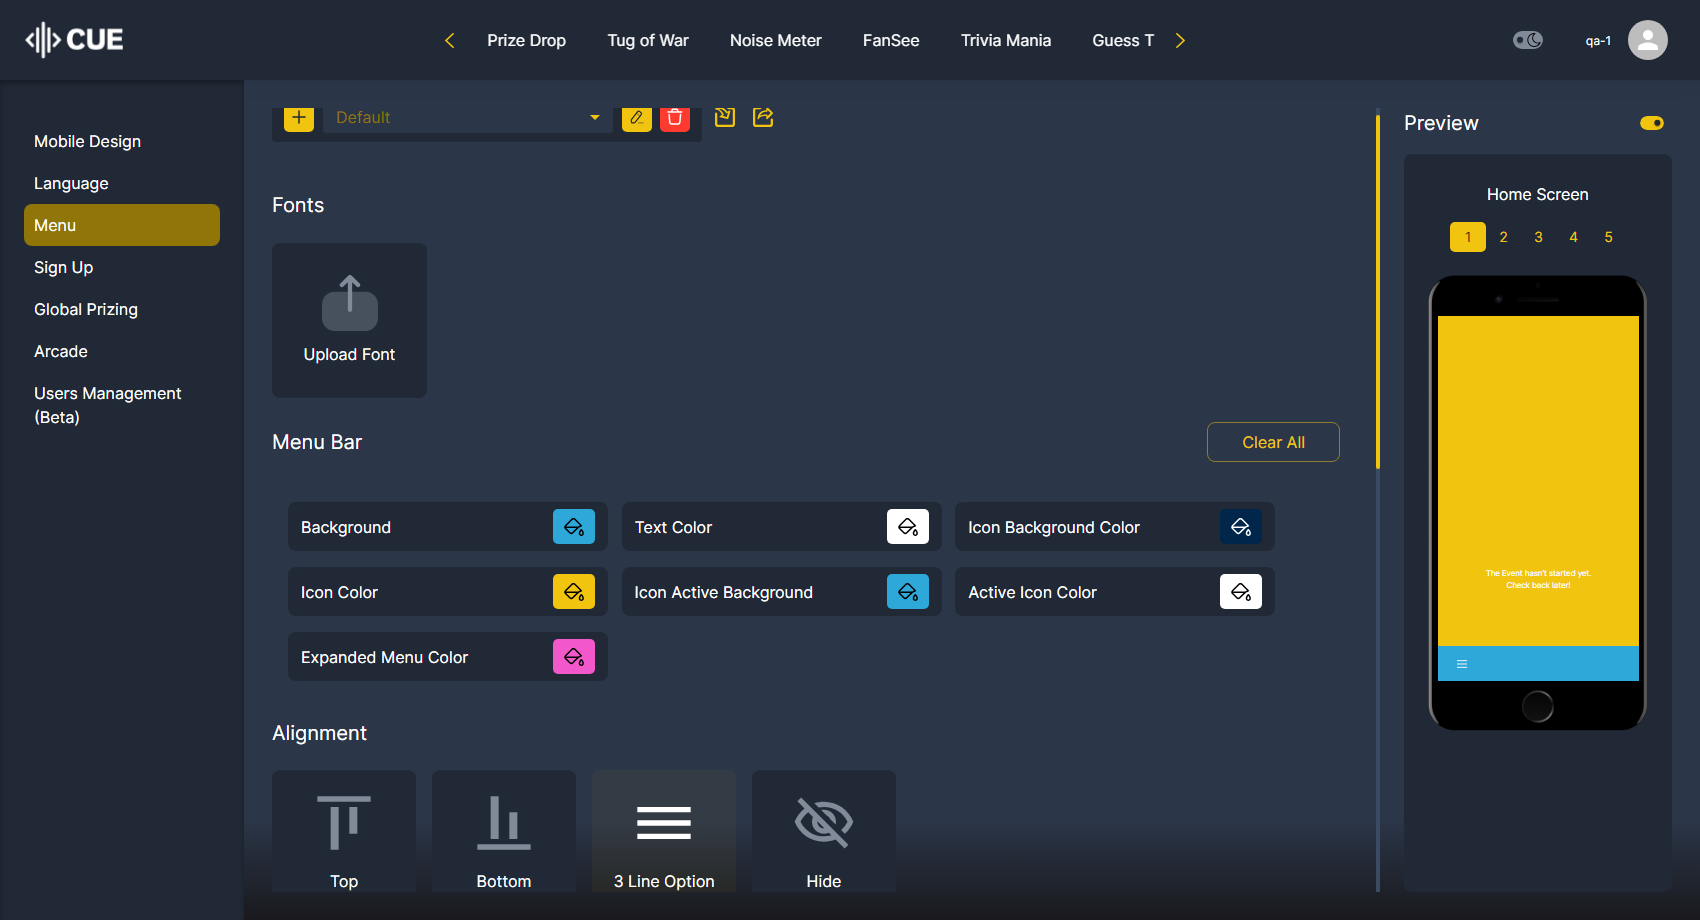 CUE
Prize Drop
Tug of War
Noise Meter
FanSee
Trivia Mania
Guess T
qa-1
Mobile Design
Language
Menu
Sign Up
Global Prizing
Arcade
Users Management
(Beta)
Default
Fonts
Upload Font
Menu Bar
Clear All
Background
Text Color
Icon Background Color
Icon Color
Icon Active Background
Active Icon Color
Expanded Menu Color
Alignment
Top
Bottom
3 Line Option
Hide
Preview
Home Screen
1 2 3 4 5
The Event hasn't started yet.
Check back later!